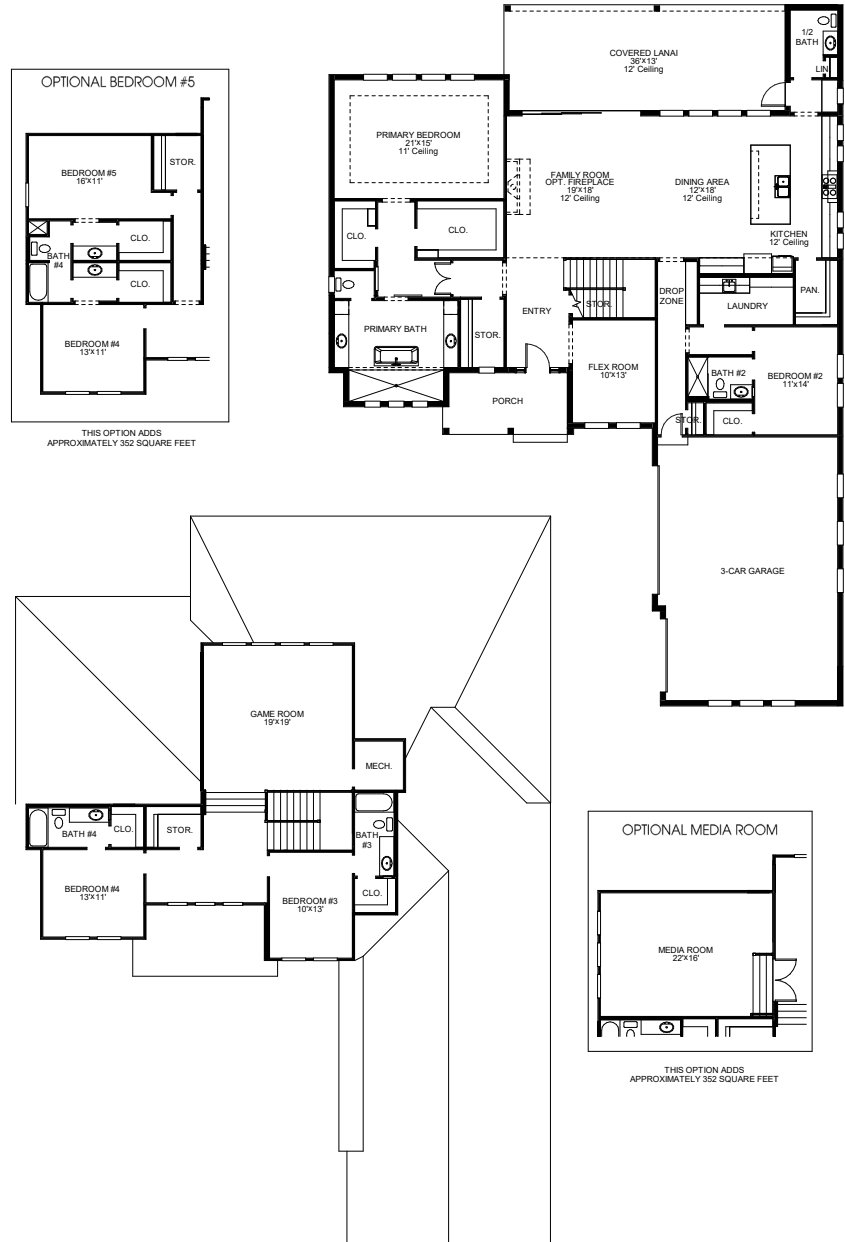 COVERED LANAI
36'X13'
12' Ceiling
1/2
BATH
LIN.
OPTIONAL BEDROOM #5
STOR.
BEDROOM #5
16'X11'
CLO.
BATH
#4
CLO.
BEDROOM #4
13'X11'
THIS OPTION ADDS
APPROXIMATELY 352 SQUARE FEET
PRIMARY BEDROOM
21'X15'
11' Ceiling
FAMILY ROOM
OPT. FIREPLACE
19'X18'
12' Ceiling
DINING AREA
12'X18'
12' Ceiling
KITCHEN
12' Ceiling
CLO.
CLO.
DROP
ZONE
PAN.
LAUNDRY
ENTRY
STOR.
PRIMARY BATH
STOR.
FLEX ROOM
10'X13'
BATH #2
BEDROOM #2
11'X14'
PORCH
STOR.
CLO.
3-CAR GARAGE
GAME ROOM
19'X19'
MECH.
BATH #4
CLO.
STOR.
BATH
#3
BEDROOM #4
13'X11'
BEDROOM #3
10'X13'
CLO.
OPTIONAL MEDIA ROOM
MEDIA ROOM
22'X16'
THIS OPTION ADDS
APPROXIMATELY 352 SQUARE FEET